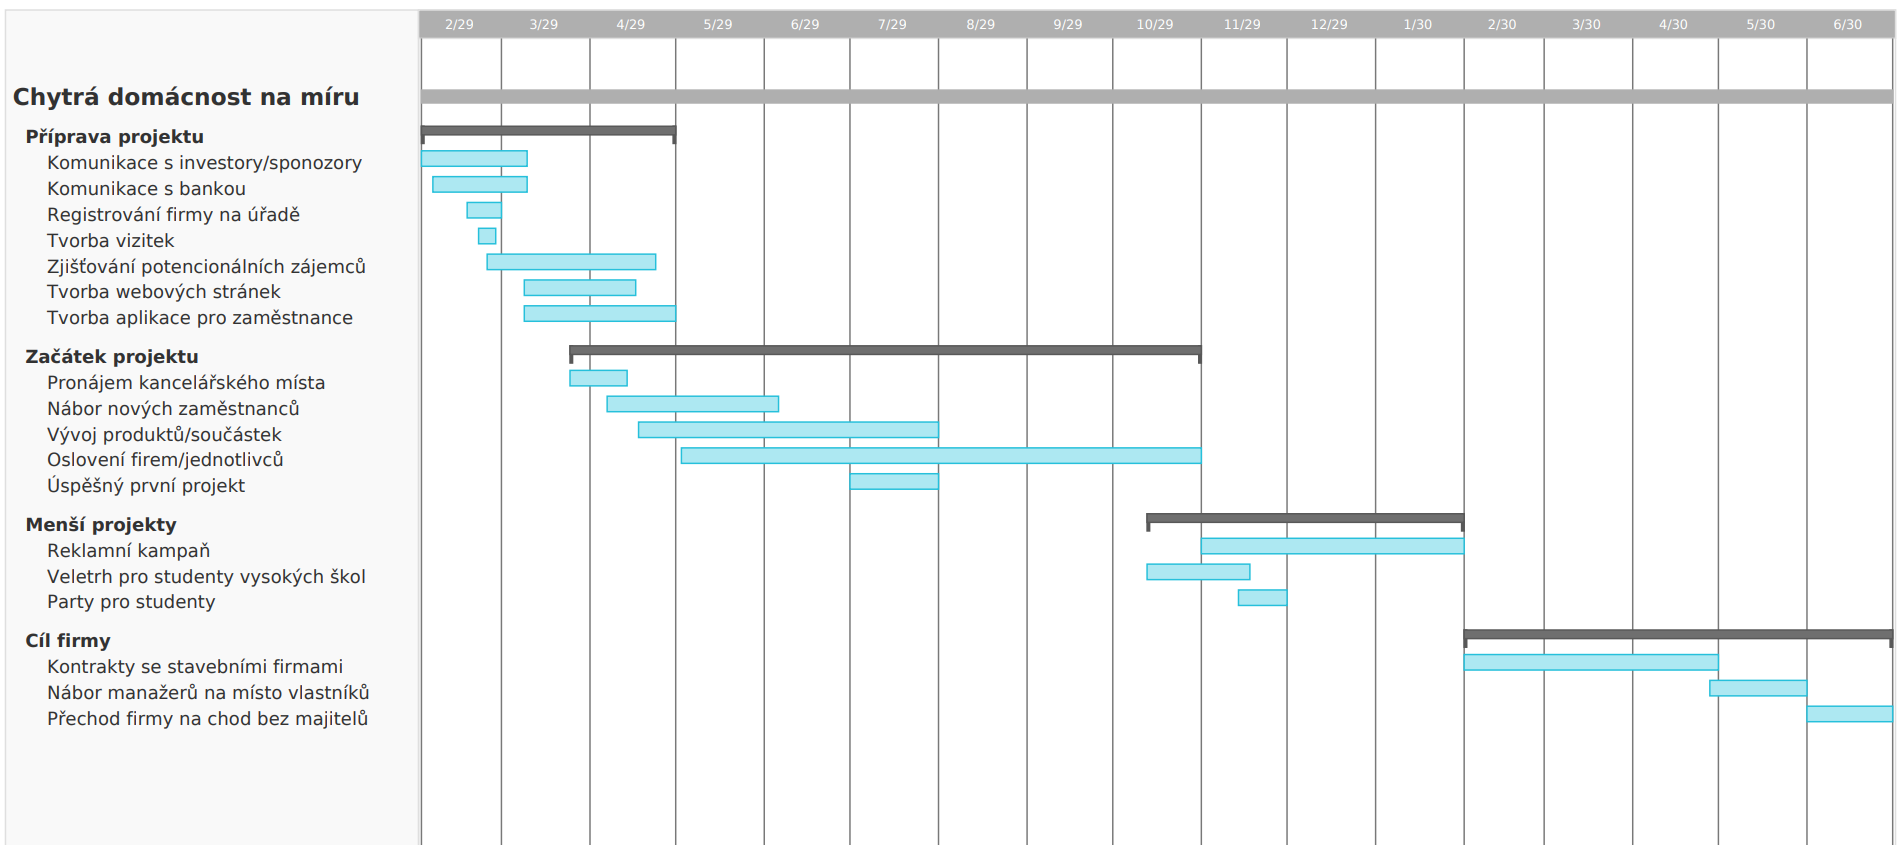 2/29 3/29 4/29 5/29 6/29 7/29 8/29 9/29 10/29 11/29 12/29 1/30 2/30 3/30 4/30 5/30 6/30
Chytrá domácnost na míru
Příprava projektu
Komunikace s investory/sponozory
Komunikace s bankou
Registrování firmy na úřadě
Tvorba vizitek
Zjišťování potencionálních zájemců
Tvorba webových stránek
Tvorba aplikace pro zaměstnance
Začátek projektu
Pronájem kancelářského místa
Nábor nových zaměstnanců
Vývoj produktů/součástek
Oslovení firem/jednotlivců
Úspěšný první projekt
Menší projekty
Reklamní kampaň
Veletrh pro studenty vysokých škol
Party pro studenty
Cíl firmy
Kontrakty se stavebními firmami
Nábor manažerů na místo vlastníků
Přechod firmy na chod bez majitelů